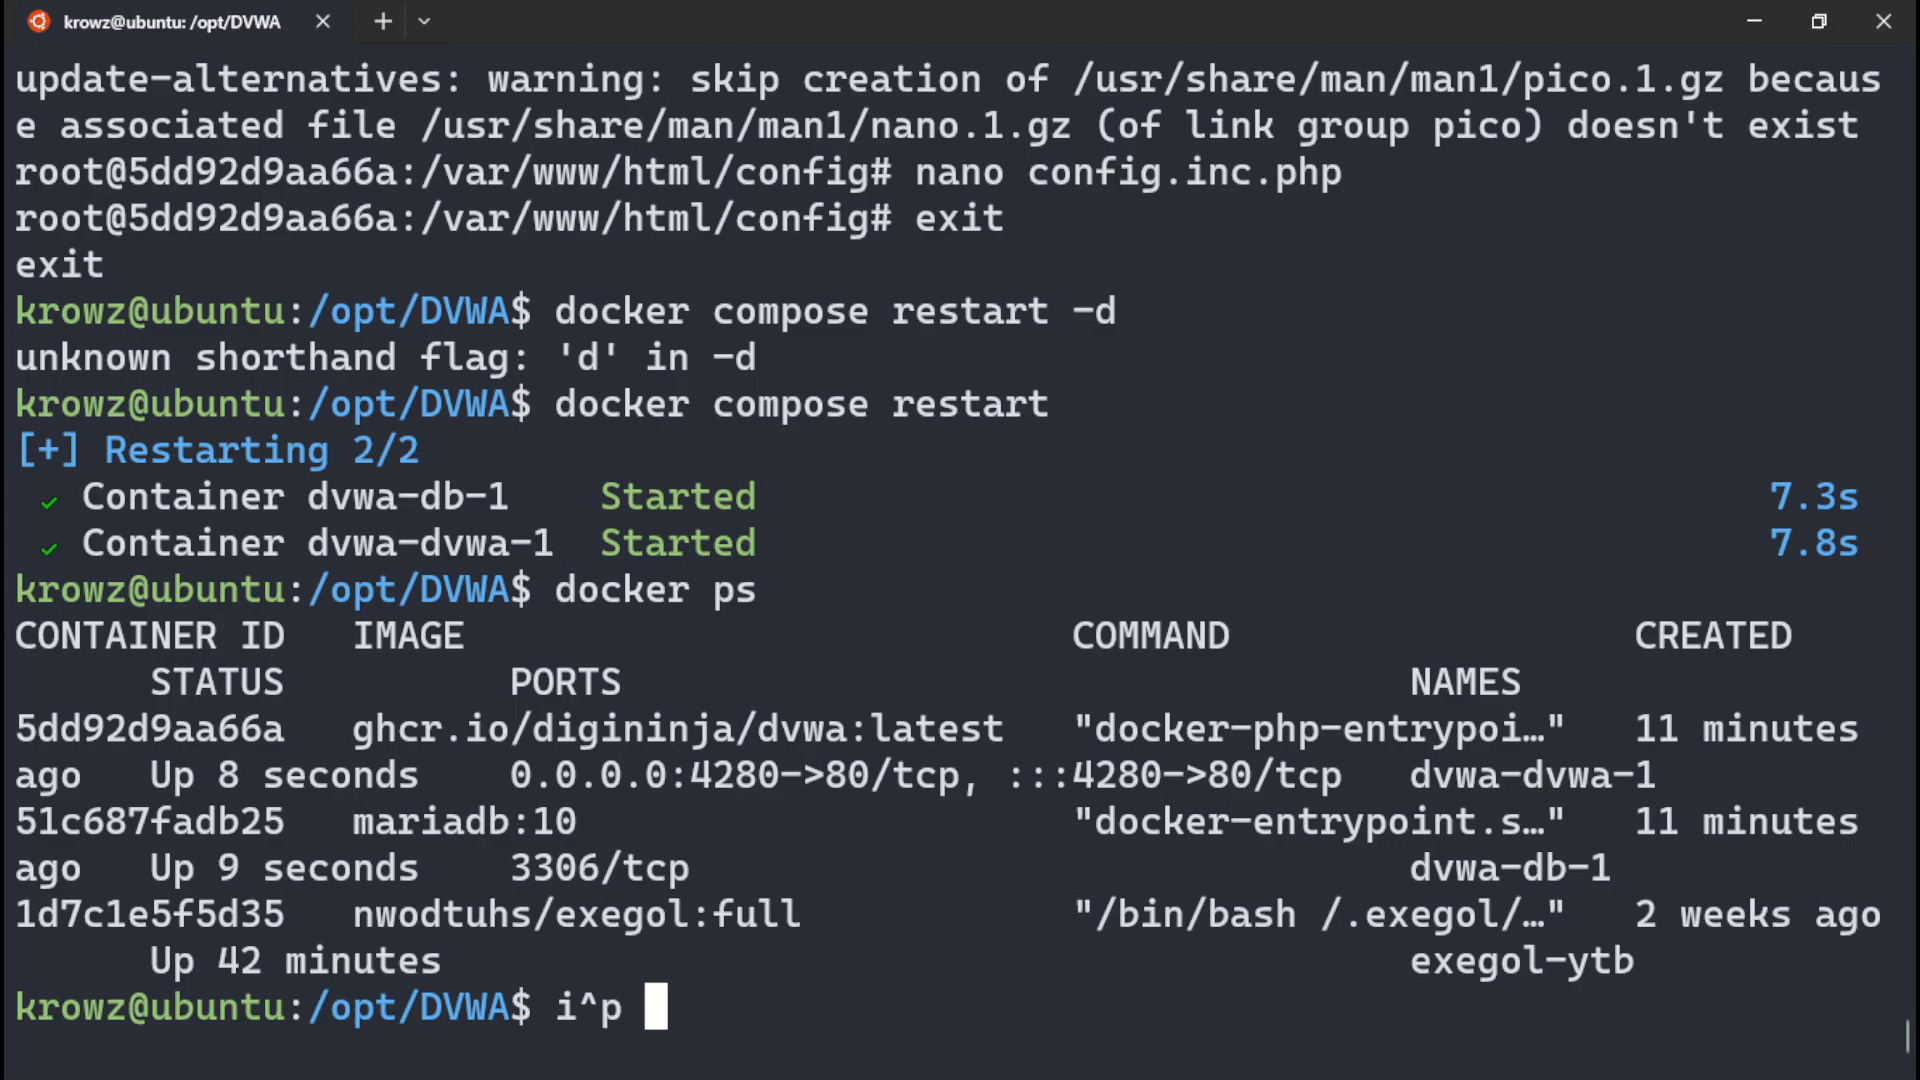 krowz@ubuntu: /opt/DVWA
update-alternatives: warning: skip creation of /usr/share/man/man1/pico.1.gz becaus
e associated file /usr/share/man/man1/nano.1.gz (of link group pico) doesn't exist
root@5dd92d9aa66a:/var/www/html/config# nano config.inc.php
root@5dd92d9aa66a:/var/www/html/config# exit
exit
krowz@ubuntu:/opt/DVWA$ docker compose restart -d
unknown shorthand flag: 'd' in -d
krowz@ubuntu:/opt/DVWA$ docker compose restart
[+] Restarting 2/2
✓ Container dvwa-db-1 Started 7.3s
✓ Container dvwa-dvwa-1 Started 7.8s
krowz@ubuntu:/opt/DVWA$ docker ps
CONTAINER ID IMAGE COMMAND CREATED
STATUS PORTS NAMES
5dd92d9aa66a ghcr.io/digininja/dvwa:latest "docker-php-entrypoi…" 11 minutes
ago Up 8 seconds 0.0.0.0:4280->80/tcp, :::4280->80/tcp dvwa-dvwa-1
51c687fadb25 mariadb:10 "docker-entrypoint.s…" 11 minutes
ago Up 9 seconds 3306/tcp dvwa-db-1
1d7c1e5f5d35 nwodtuhs/exegol:full "/bin/bash /.exegol/…" 2 weeks ago
Up 42 minutes exegol-ytb
krowz@ubuntu:/opt/DVWA$ i^p